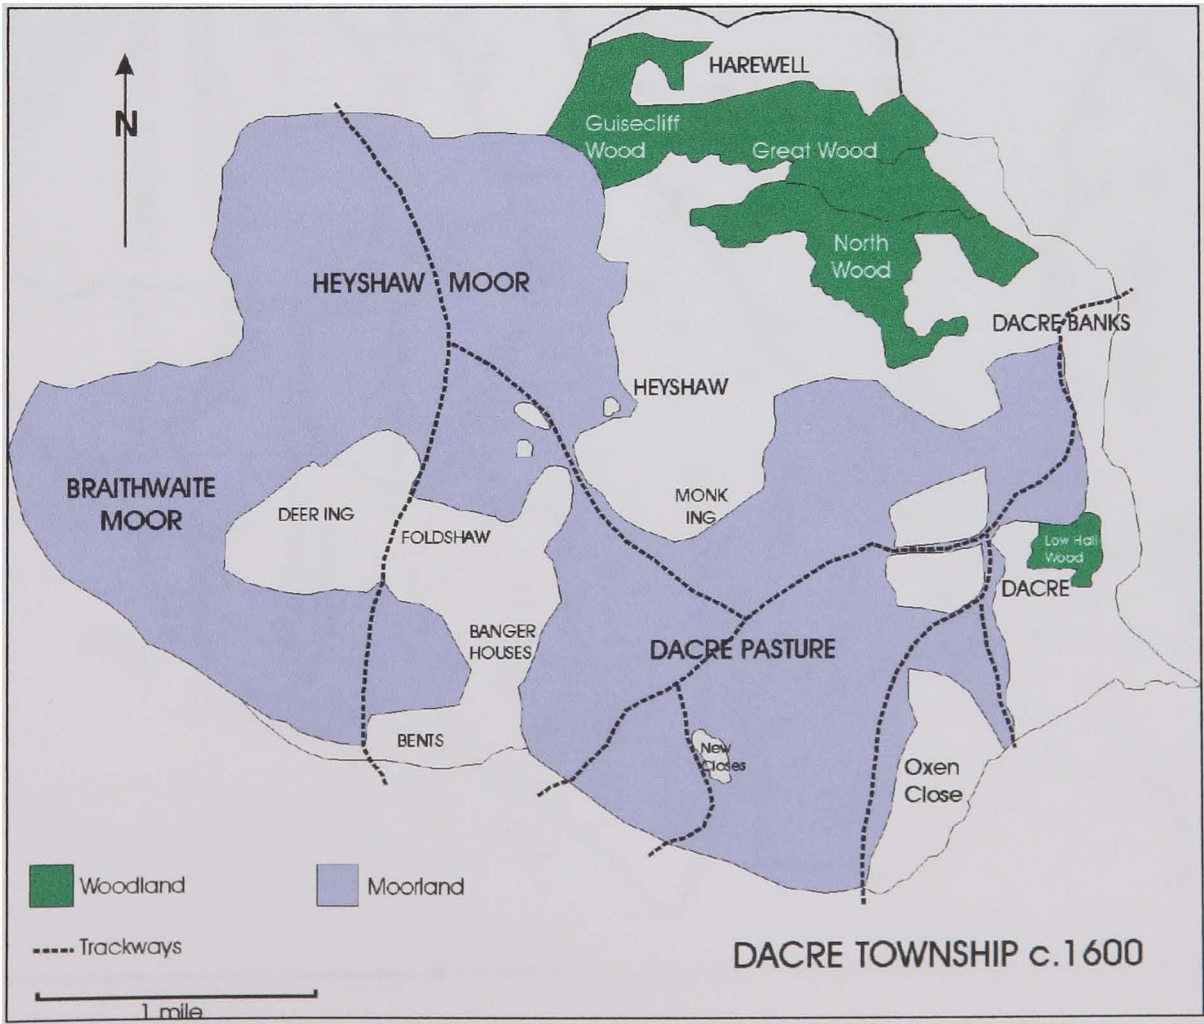 HAREWELL
N
Guisecliff
Wood
Great Wood
North
Wood
HEYSHAW MOOR
DACRE BANKS
HEYSHAW
BRAITHWAITE
MOOR
DEER ING
MONK
ING
FOLDSHAW
Low Hall
Wood
DACRE
BANGER
HOUSES
DACRE PASTURE
BENTS
New
Closes
Oxen
Close
Woodland
Moorland
Trackways
DACRE TOWNSHIP c.1600
1 mile